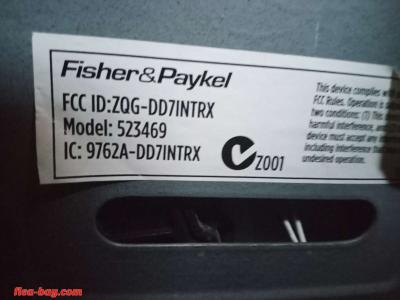 Fisher&Paykel
FCC ID:ZQG-DD7INTRX
Model: 523469
IC: 9762A-DD7INTRX
Z001
This device complies with
FCC Rules. Operation is
two conditions: (1) This
harmful interference, and
device must accept any
including interference that
undesired operation.
flea-bag.com